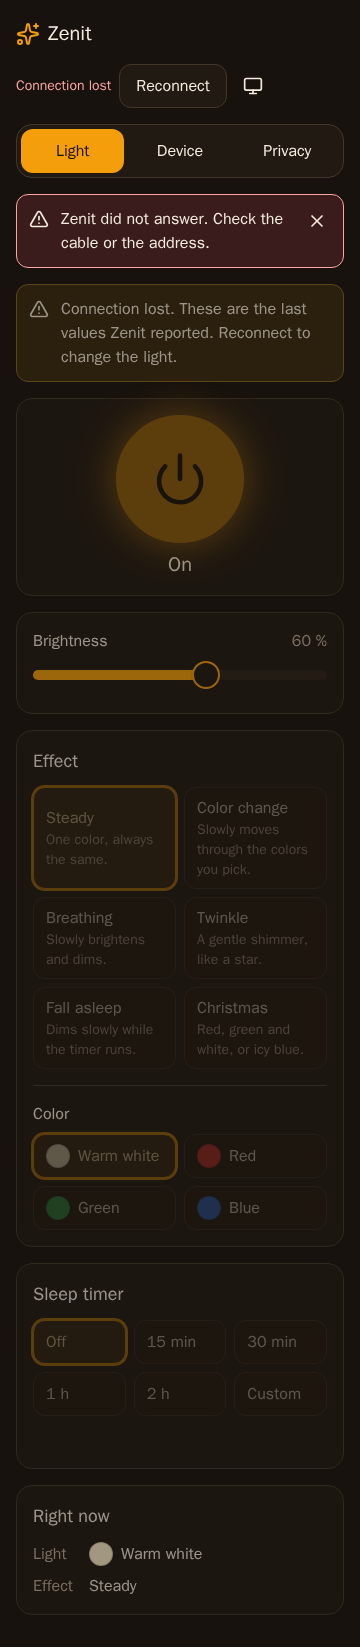 Zenit
Connection lost
Reconnect
Light
Device
Privacy
Zenit did not answer. Check the
cable or the address.
Connection lost. These are the last
values Zenit reported. Reconnect to
change the light.
On
Brightness
60 %
Effect
Steady
One color, always
the same.
Color change
Slowly moves
through the colors
you pick.
Breathing
Slowly brightens
and dims.
Twinkle
A gentle shimmer,
like a star.
Fall asleep
Dims slowly while
the timer runs.
Christmas
Red, green and
white, or icy blue.
Color
Warm white
Red
Green
Blue
Sleep timer
Off
15 min
30 min
1 h
2 h
Custom
Right now
Light
Warm white
Effect
Steady